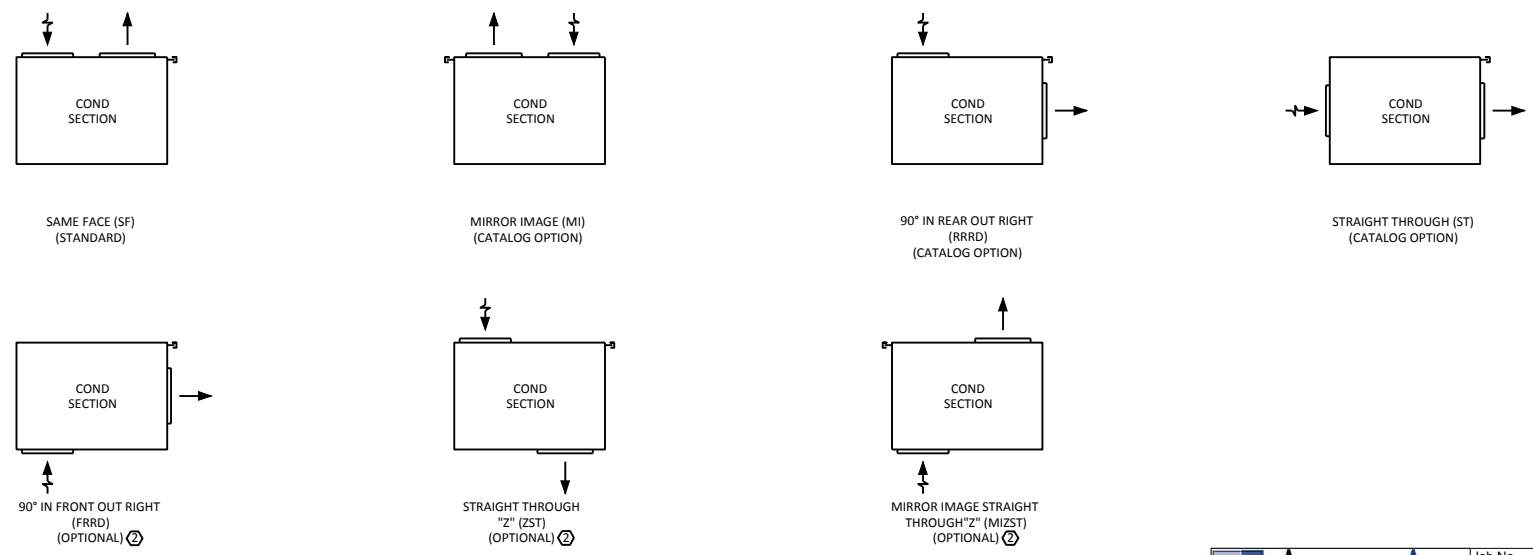 COND
SECTION
SAME FACE (SF)
(STANDARD)
COND
SECTION
MIRROR IMAGE (MI)
(CATALOG OPTION)
COND
SECTION
90° IN REAR OUT RIGHT
(RRRD)
(CATALOG OPTION)
COND
SECTION
STRAIGHT THROUGH (ST)
(CATALOG OPTION)
COND
SECTION
90° IN FRONT OUT RIGHT
(FRRD)
(OPTIONAL) 2
COND
SECTION
STRAIGHT THROUGH
"Z" (ZST)
(OPTIONAL) 2
COND
SECTION
MIRROR IMAGE STRAIGHT
THROUGH"Z" (MIZST)
(OPTIONAL) 2
Job No